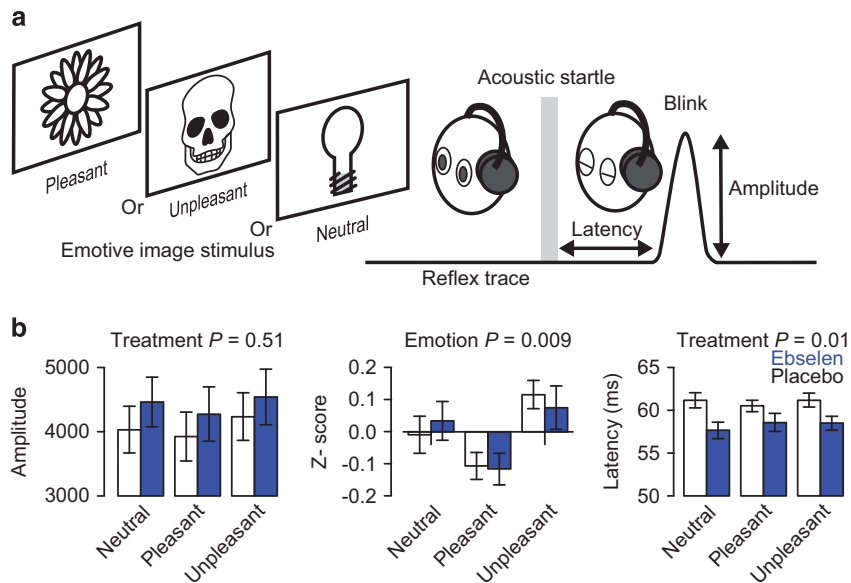 a
Pleasant
Or
Unpleasant
Or
Neutral
Emotive image stimulus
Acoustic startle
Blink
Amplitude
Latency
Reflex trace
b
Treatment P = 0.51
Amplitude
5000
4000
3000
Neutral
Pleasant
Unpleasant
Emotion P = 0.009
Z- score
0.2
0.1
0.0
-0.1
-0.2
Neutral
Pleasant
Unpleasant
Treatment P = 0.01
Ebselen
Placebo
Latency (ms)
65
60
55
50
Neutral
Pleasant
Unpleasant